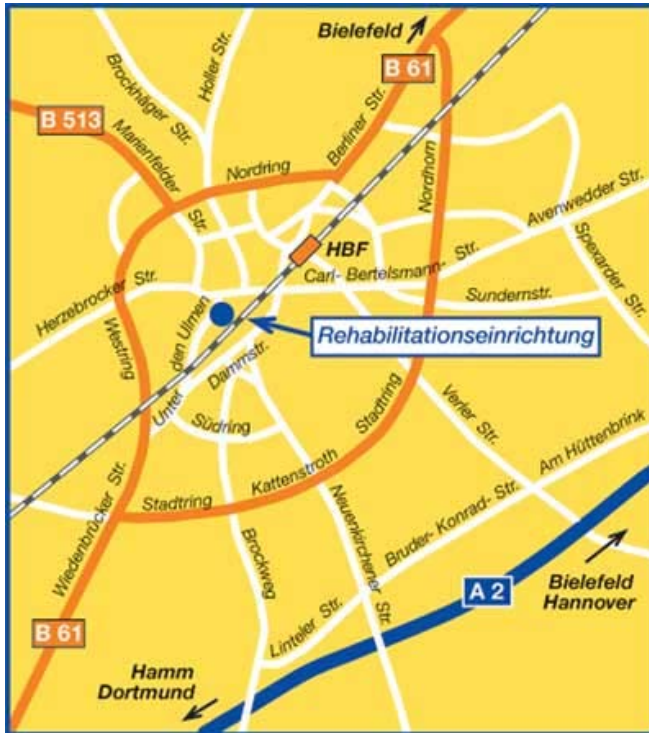 Bielefeld
B 61
Holler Str.
Brockhäger Str.
B 513
Marienfelder Str.
Berliner Str.
Nordring
Nordhorn
Avenwedder Str.
HBF
Carl- Bertelsmann- Str.
Spexarder Str.
Sundernstr.
Herzebrocker Str.
Westring
Unter den Ulmen
Rehabilitationseinrichtung
Dammstr.
Südring
Stadtring
Verler Str.
Am Hüttenbrink
Kattenstroth
Stadtring
Wiedenbrücker Str.
Neuenkirchener Str.
Bruder- Konrad- Str.
Brockweg
A 2
Bielefeld
Hannover
Linteler Str.
B 61
Hamm
Dortmund